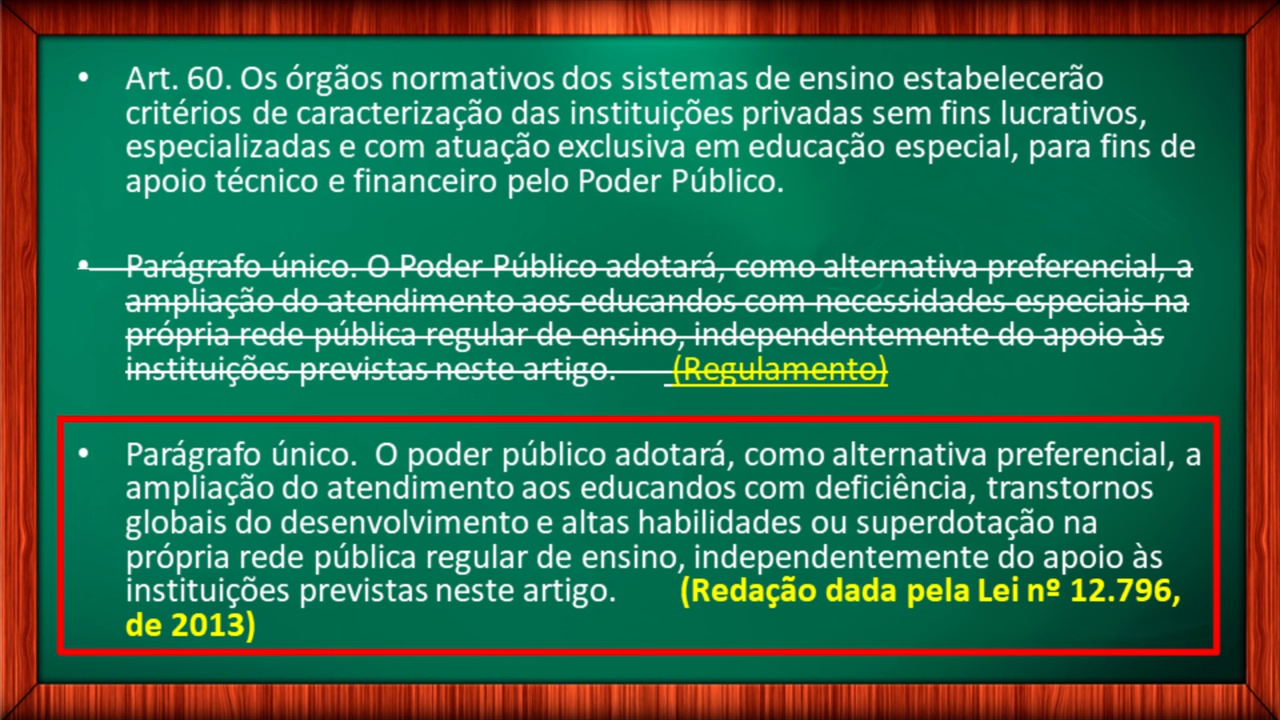 • Art. 60. Os órgãos normativos dos sistemas de ensino estabelecerão
critérios de caracterização das instituições privadas sem fins lucrativos,
especializadas e com atuação exclusiva em educação especial, para fins de
apoio técnico e financeiro pelo Poder Público.
• Parágrafo único. O Poder Público adotará, como alternativa preferencial, a
ampliação do atendimento aos educandos com necessidades especiais na
própria rede pública regular de ensino, independentemente do apoio às
instituições previstas neste artigo. (Regulamento)
• Parágrafo único. O poder público adotará, como alternativa preferencial, a
ampliação do atendimento aos educandos com deficiência, transtornos
globais do desenvolvimento e altas habilidades ou superdotação na
própria rede pública regular de ensino, independentemente do apoio às
instituições previstas neste artigo. (Redação dada pela Lei nº 12.796,
de 2013)